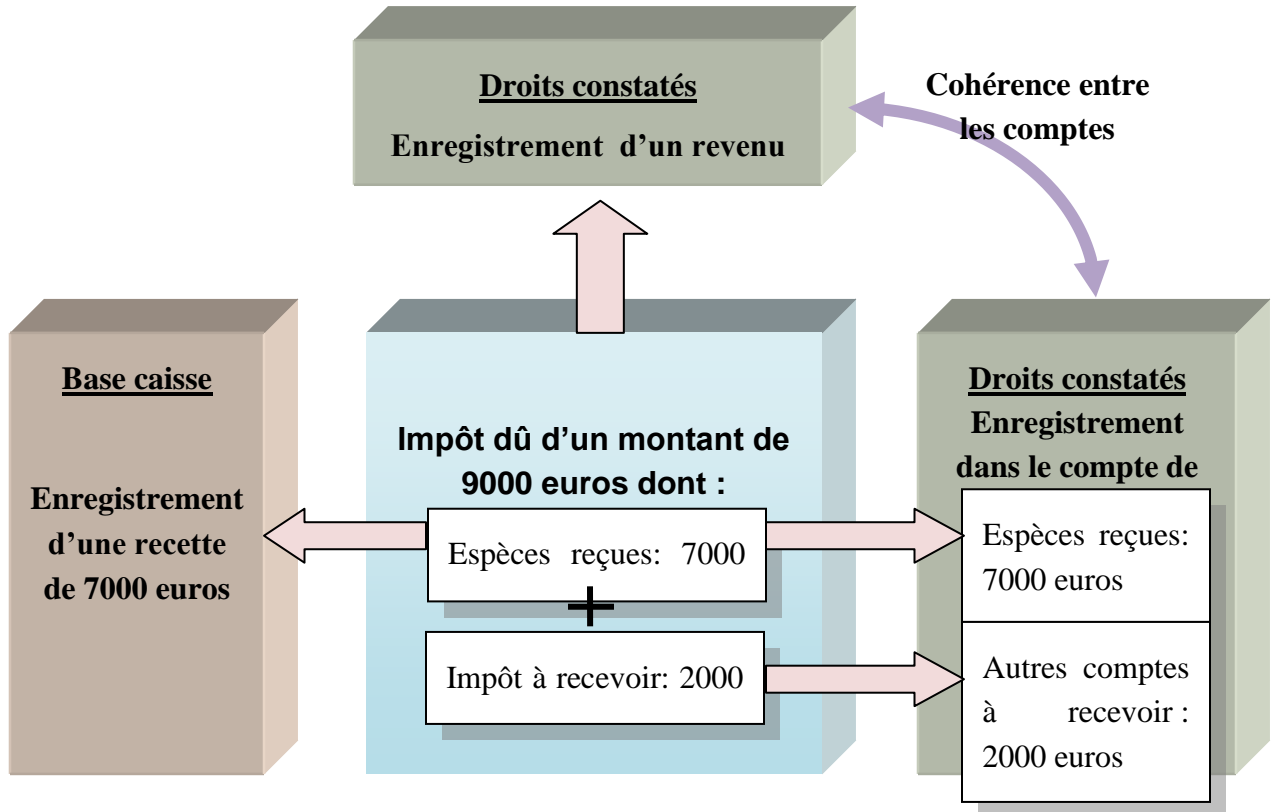 Droits constatés
Enregistrement d’un revenu
Cohérence entre
les comptes
Base caisse
Enregistrement
d’une recette
de 7000 euros
Impôt dû d’un montant de
9000 euros dont :
Espèces reçues: 7000
+
Impôt à recevoir: 2000
Droits constatés
Enregistrement
dans le compte de
Espèces reçues:
7000 euros
Autres comptes
à recevoir :
2000 euros